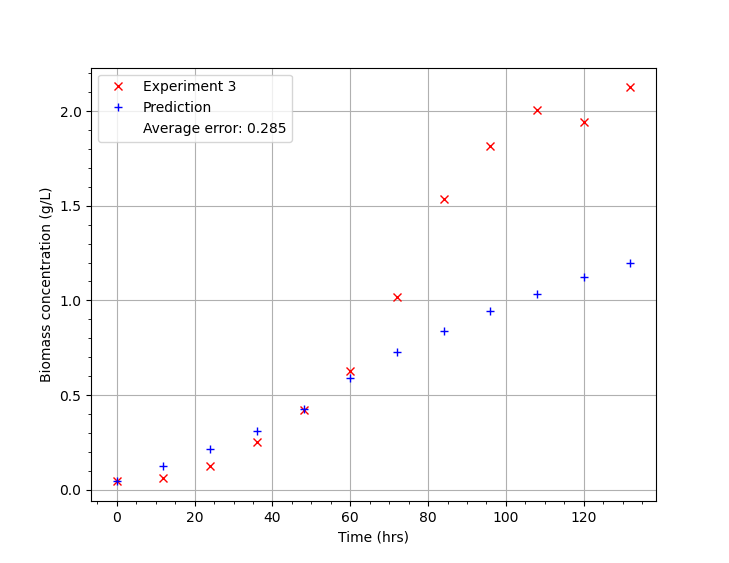 Experiment 3
Prediction
Average error: 0.285
Biomass concentration (g/L)
2.0
1.5
1.0
0.5
0.0
0 20 40 60 80 100 120
Time (hrs)